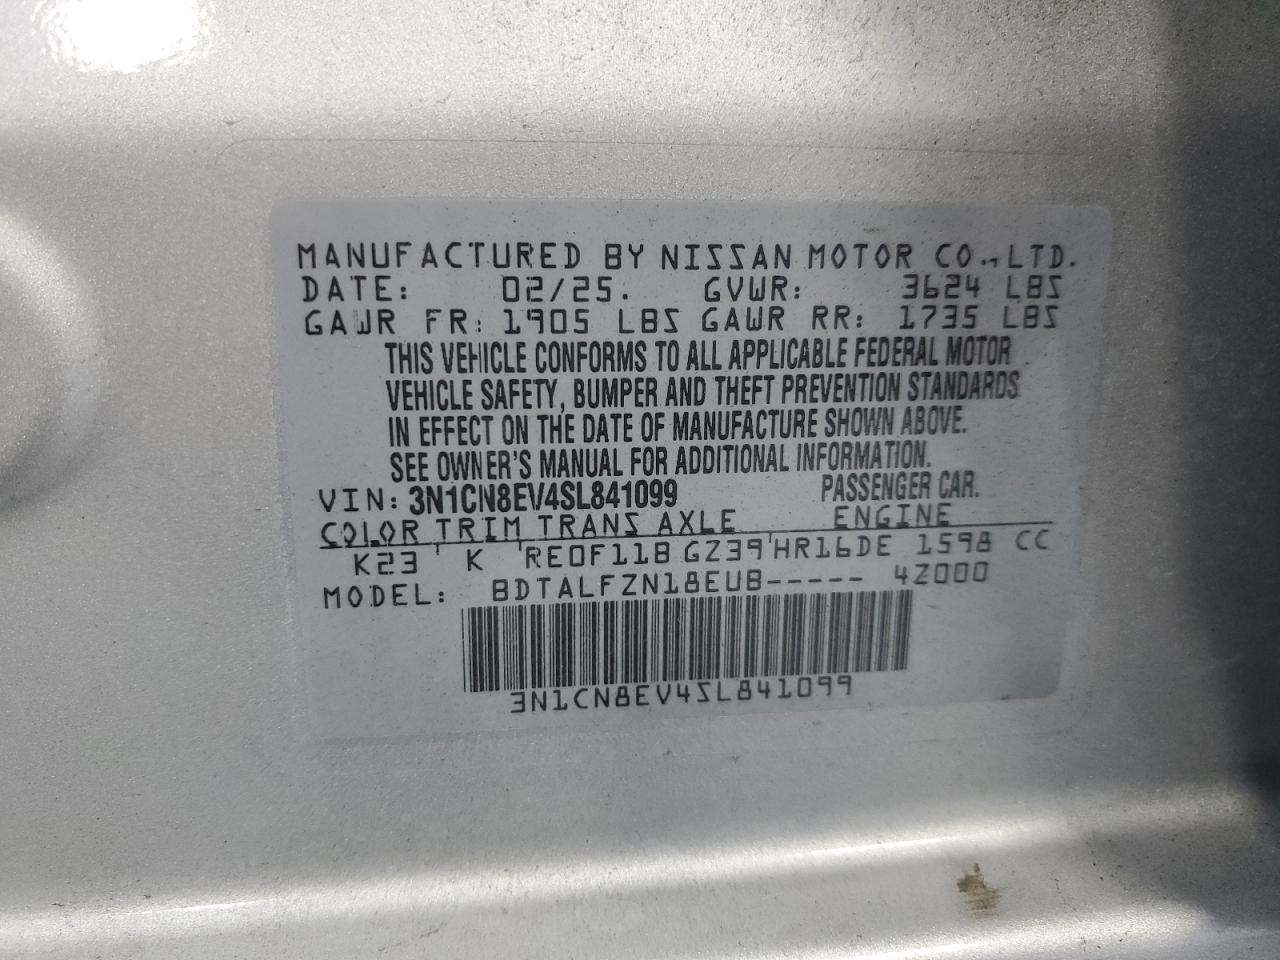 MANUFACTURED BY NISSAN MOTOR CO., LTD.
DATE: 02/25. GVWR: 3624 LBS
GAWR FR: 1905 LBS GAWR RR: 1735 LBS
THIS VEHICLE CONFORMS TO ALL APPLICABLE FEDERAL MOTOR
VEHICLE SAFETY, BUMPER AND THEFT PREVENTION STANDARDS
IN EFFECT ON THE DATE OF MANUFACTURE SHOWN ABOVE.
SEE OWNER'S MANUAL FOR ADDITIONAL INFORMATION.
VIN: 3N1CN8EV4SL841099 PASSENGER CAR.
COLOR TRIM TRANS AXLE ENGINE
K23 K RE0F11B GZ39 HR16DE 1598 CC
MODEL: BDTALFZN18EUB----- 42000
3N1CN8EV4SL841099